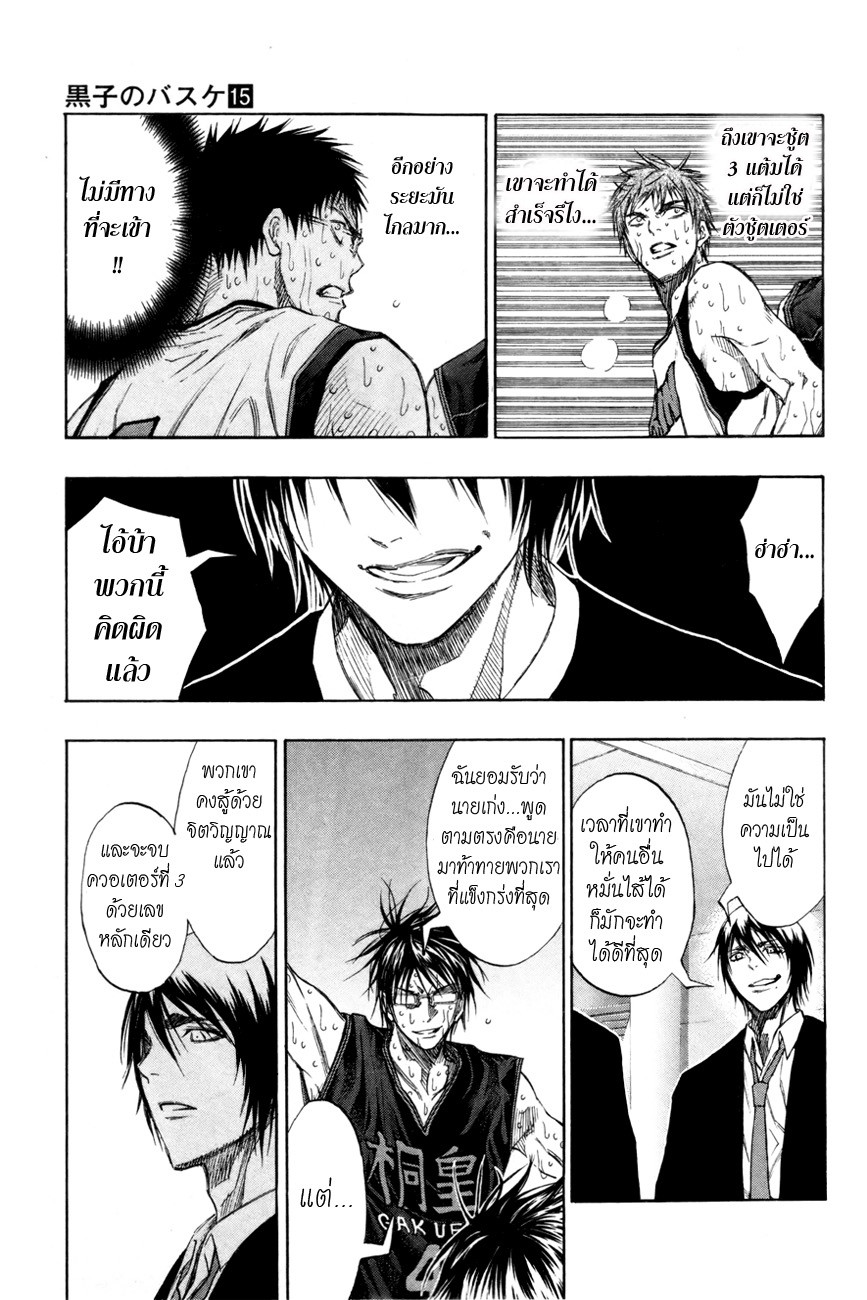 黒子のバスケ15
ถึงเขาจะชู้ต
3 แต้มได้
แต่ก็ไม่ใช่
ตัวชู้ตเตอร์
เขาจะทำได้
สำเร็จรึไง...
อีกอย่าง
ระยะมัน
ไกลมาก...
ไม่มีทาง
ที่จะเข้า
!!
ฮ่าฮ่า...
ไอ้บ้า
พวกนี้
คิดผิด
แล้ว
มันไม่ใช่
ความเป็น
ไปได้
เวลาที่เขาทำ
ให้คนอื่น
หมั่นไส้ได้
ก็มักจะทำ
ได้ดีที่สุด
ฉันยอมรับว่า
นายเก่ง...พูด
ตามตรงคือนาย
มาท้าทายพวกเรา
ที่แข็งกร่งที่สุด
แต่...
桐皇
GAKUE
4
พวกเขา
คงสู้ด้วย
จิตวิญญาณ
แล้ว
และจะจบ
ควอเตอร์ที่ 3
ด้วยเลข
หลักเดียว